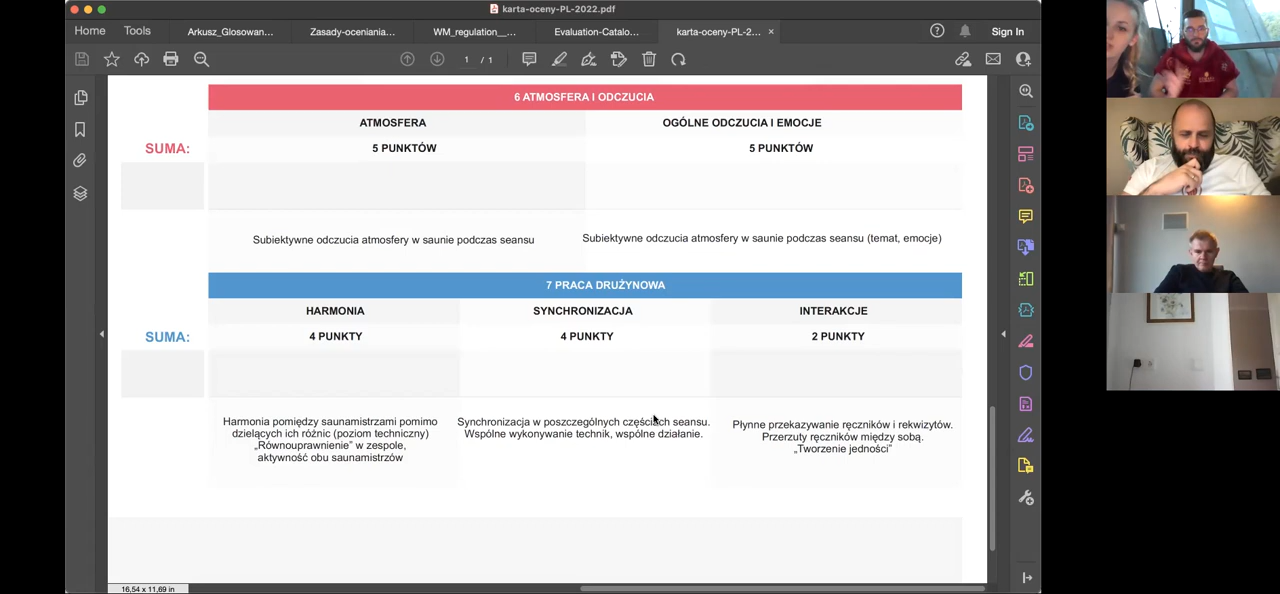 karta-oceny-PL-2022.pdf
Home Tools Arkusz_Glosowan... Zasady-oceniania... WM_regulation__... Evaluation-Catalo... karta-oceny-PL-2... × Sign In
1 / 1
6 ATMOSFERA I ODCZUCIA
ATMOSFERA OGÓLNE ODCZUCIA I EMOCJE
SUMA: 5 PUNKTÓW 5 PUNKTÓW
Subiektywne odczucia atmosfery w saunie podczas seansu Subiektywne odczucia atmosfery w saunie podczas seansu (temat, emocje)
7 PRACA DRUŻYNOWA
HARMONIA SYNCHRONIZACJA INTERAKCJE
SUMA: 4 PUNKTY 4 PUNKTY 2 PUNKTY
Harmonia pomiędzy saunamistrzami pomimo
dzielących ich różnic (poziom techniczny)
„Równouprawnienie" w zespole,
aktywność obu saunamistrzów
Synchronizacja w poszczególnych częściach seansu.
Wspólne wykonywanie technik, wspólne działanie.
Płynne przekazywanie ręczników i rekwizytów.
Przerzuty ręczników między sobą.
„Tworzenie jedności"
16,54 x 11,69 in